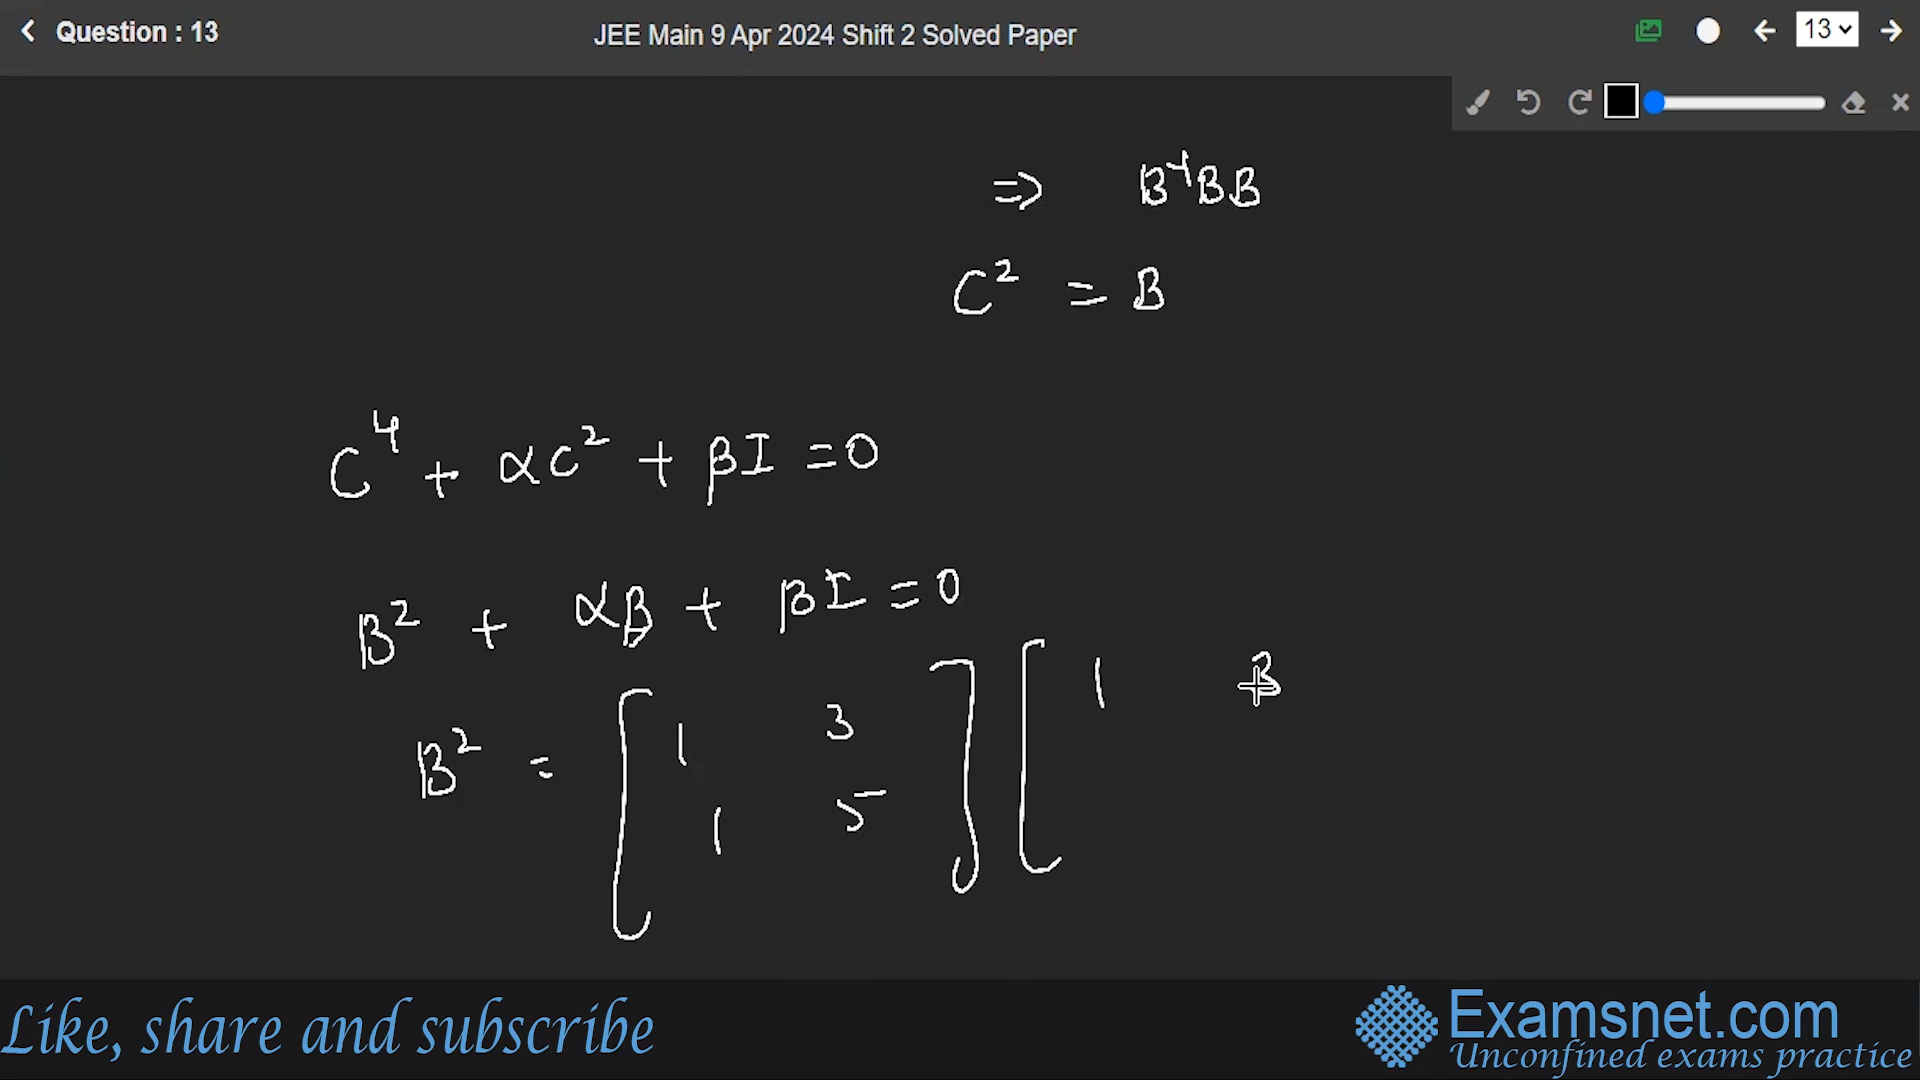 Question : 13
JEE Main 9 Apr 2024 Shift 2 Solved Paper
13
⇒ B⁴BB
C² = B
C⁴ + αC² + βI = 0
B² + αB + βI = 0
B² = [1 3
1 5] [1 3
Like, share and subscribe
Examsnet.com
Unconfined exams practice